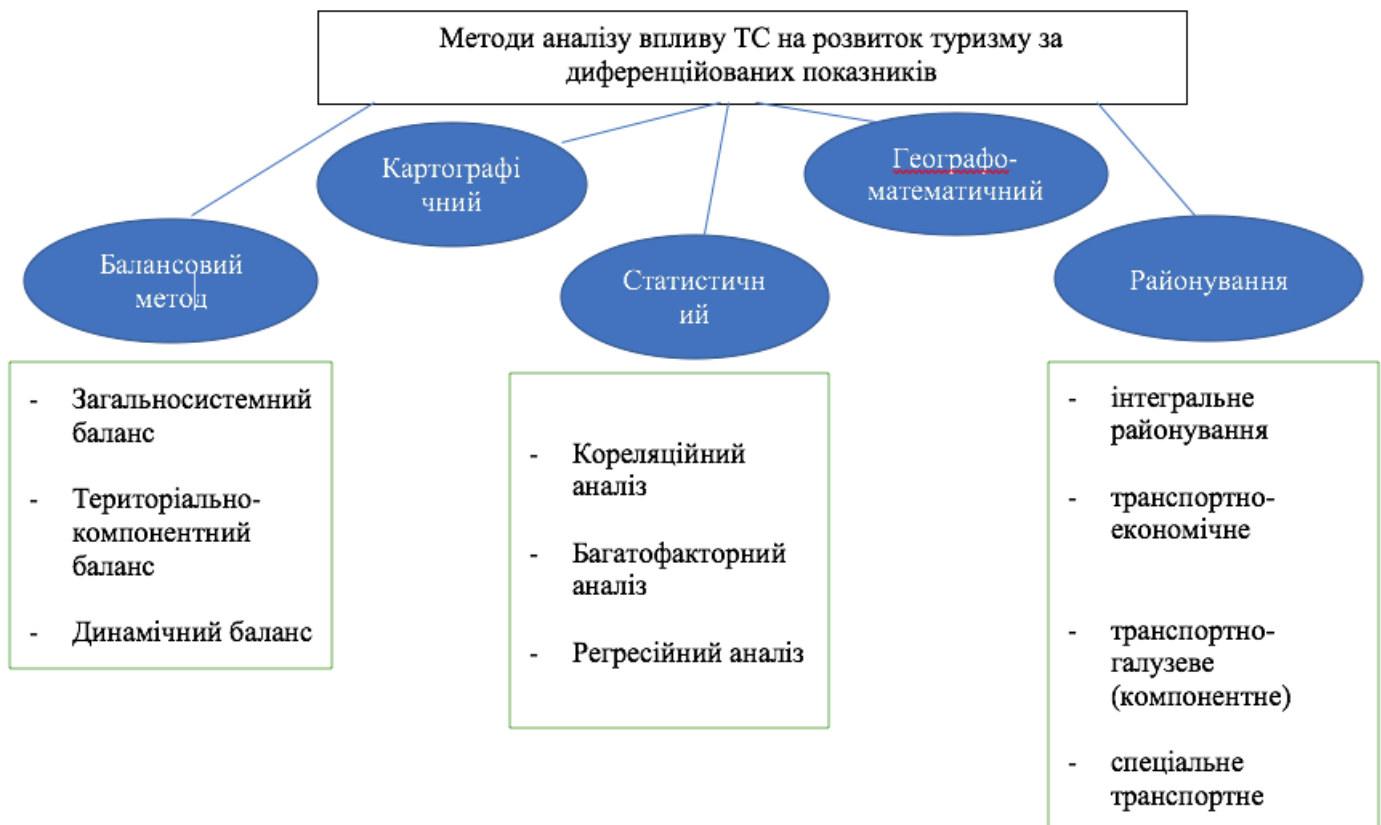 Методи аналізу впливу ТС на розвиток туризму за
диференційованих показників
Картографі
чний
Географо-
математичний
Балансовий
метод
Статистичн
ий
Районування
- Загальносистемний
баланс
- Територіально-
компонентний
баланс
- Динамічний баланс
- Кореляційний
аналіз
- Багатофакторний
аналіз
- Регресійний аналіз
- інтегральне
районування
- транспортно-
економічне
- транспортно-
галузеве
(компонентне)
- спеціальне
транспортне